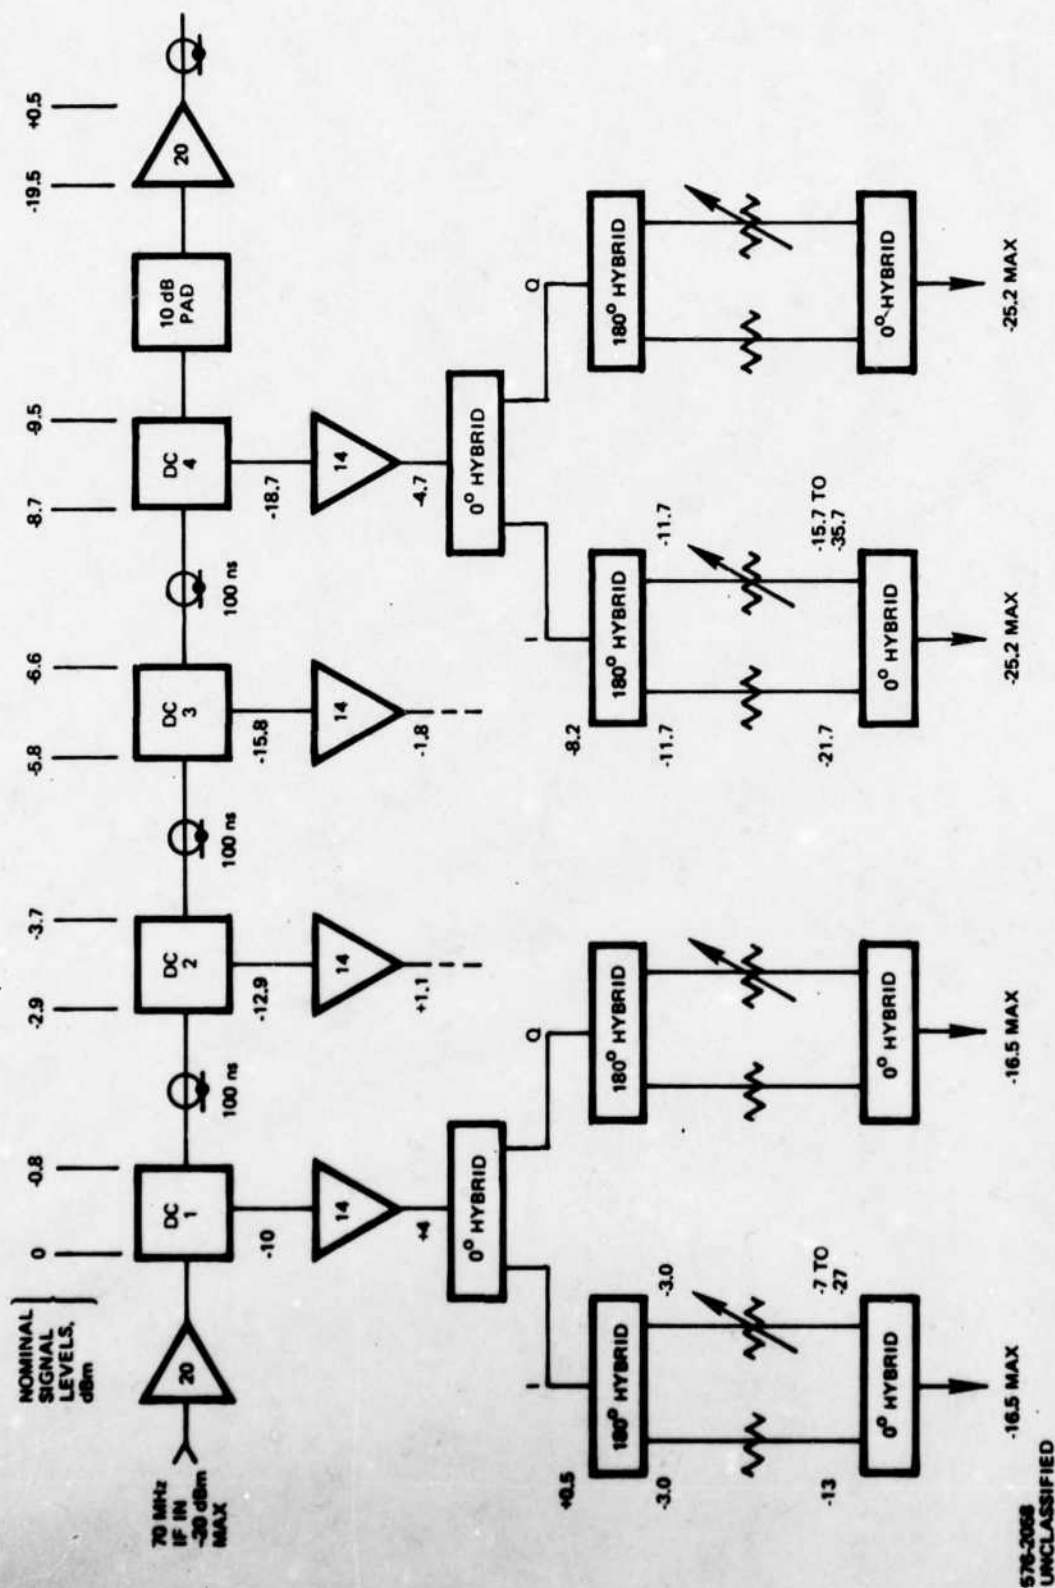 NOMINAL
SIGNAL
LEVELS,
dBm
0
-0.8
-2.9
-3.7
-5.8
-6.6
-8.7
-9.5
-19.5
+0.5
70 MHz
IF IN
-20 dBm
MAX
20
DC
1
100 ns
DC
2
100 ns
DC
3
100 ns
DC
4
10 dB
PAD
20
-10
-12.9
-15.8
-18.7
14
14
14
14
+4
+1.1
-1.8
-4.7
0° HYBRID
0° HYBRID
I
Q
I
Q
+0.5
180° HYBRID
180° HYBRID
-8.2
180° HYBRID
180° HYBRID
-3.0
-3.0
-11.7
-11.7
-13
-7 TO
-27
-21.7
-15.7 TO
-35.7
0° HYBRID
0° HYBRID
0° HYBRID
0° HYBRID
-16.5 MAX
-16.5 MAX
-25.2 MAX
-25.2 MAX
576-2058
UNCLASSIFIED